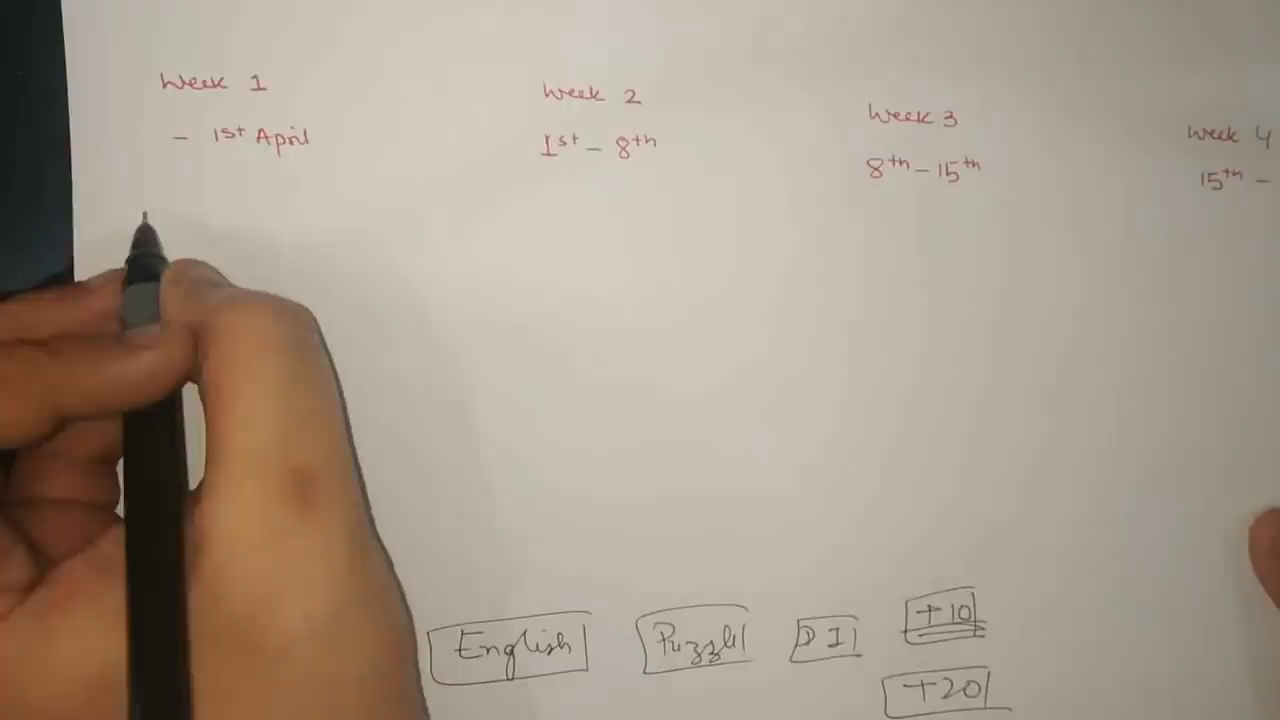 Week 1
- 1st April
Week 2
1st - 8th
Week 3
8th - 15th
Week 4
15th -
English
Puzzle
DI
+10
+20